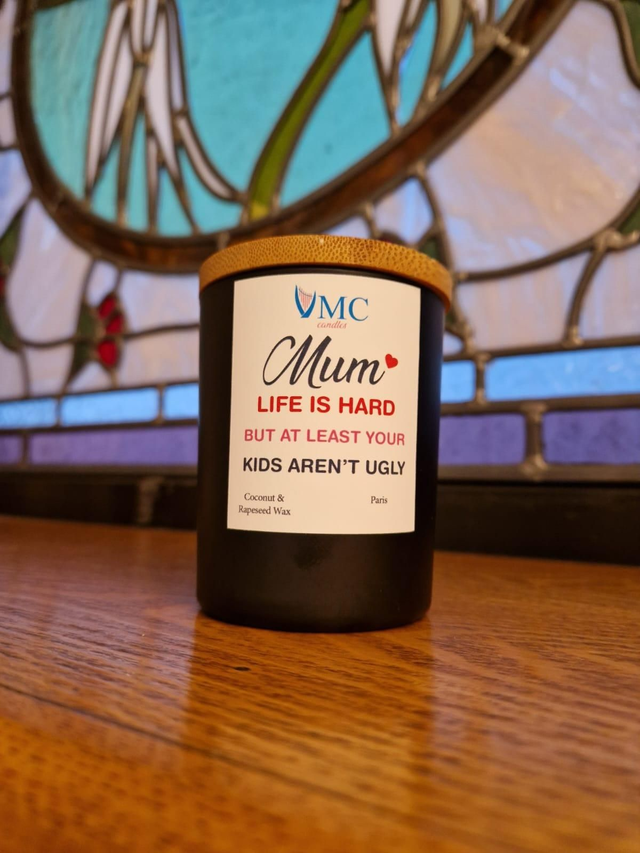 VMC
candles
Mum
LIFE IS HARD
BUT AT LEAST YOUR
KIDS AREN'T UGLY
Coconut &
Rapeseed Wax
Paris